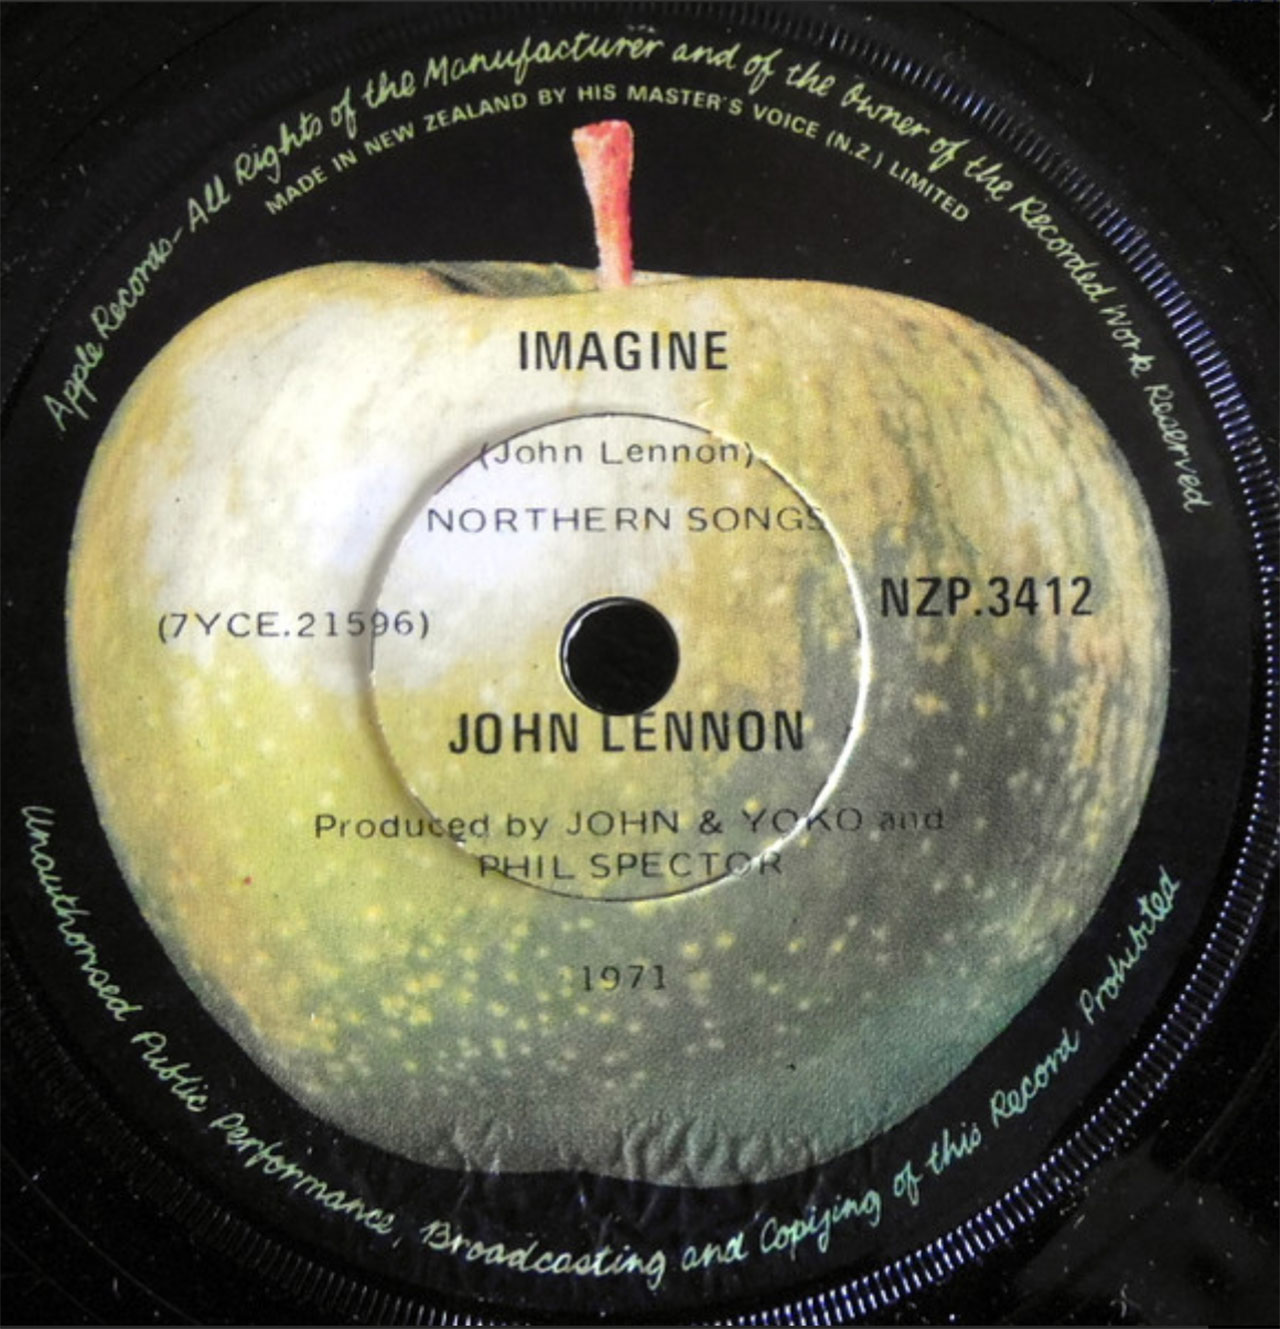 Apple Records - All Rights of the Manufacturer and of the Owner of the Recorded Work Reserved
MADE IN NEW ZEALAND BY HIS MASTER'S VOICE (N.Z.) LIMITED
IMAGINE
(John Lennon)
NORTHERN SONGS
(7YCE.21596)
NZP.3412
JOHN LENNON
Produced by JOHN & YOKO and
PHIL SPECTOR
1971
Unauthorised Public Performance, Broadcasting and Copying of this Record Prohibited